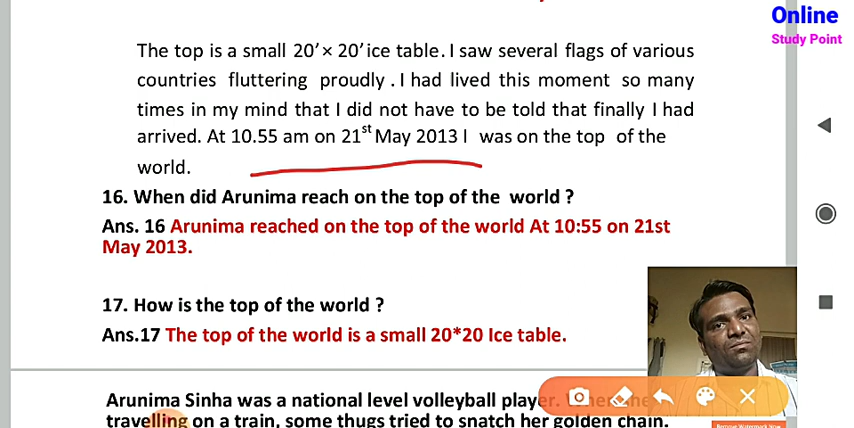 Online
Study Point
The top is a small 20’× 20’ ice table. I saw several flags of various
countries fluttering proudly . I had lived this moment so many
times in my mind that I did not have to be told that finally I had
arrived. At 10.55 am on 21st May 2013 I was on the top of the
world.
16. When did Arunima reach on the top of the world ?
Ans. 16 Arunima reached on the top of the world At 10:55 on 21st
May 2013.
17. How is the top of the world ?
Ans.17 The top of the world is a small 20*20 Ice table.
Arunima Sinha was a national level volleyball player. When she
travelling on a train, some thugs tried to snatch her golden chain.
Remove Watermark Now